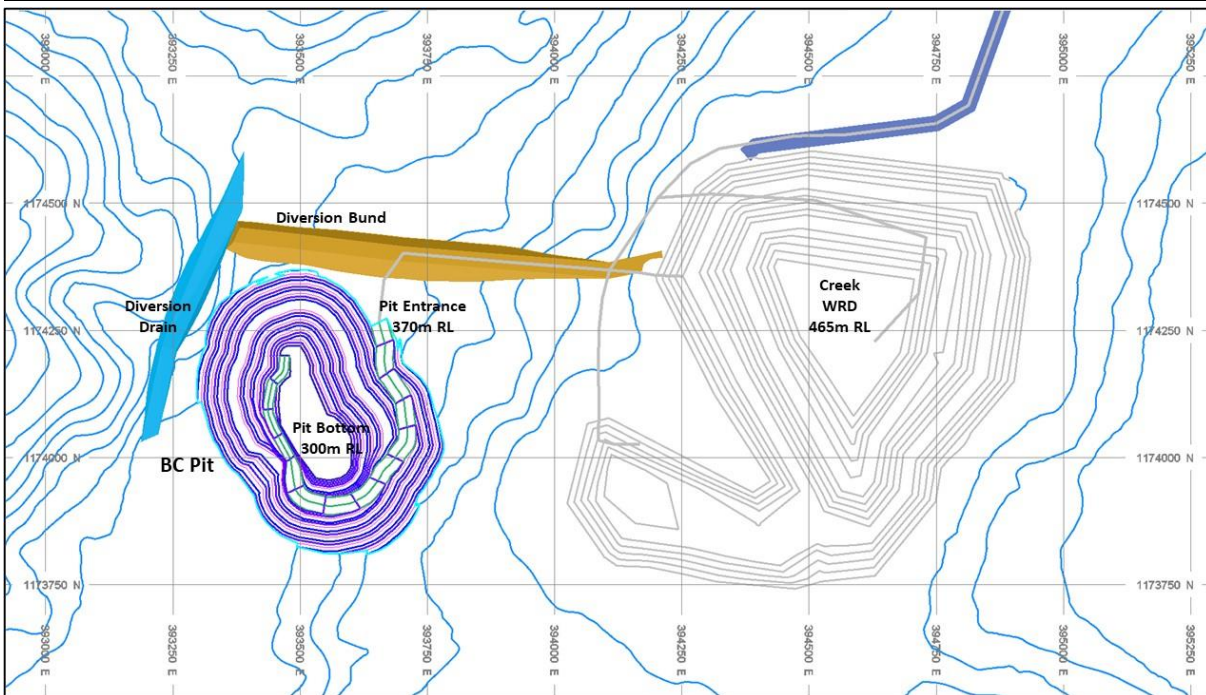 393000 E
393250 E
393500 E
393750 E
394000 E
394250 E
394500 E
394750 E
395000 E
395250 E
1174500 N
1174500 N
Diversion Bund
Diversion
Drain
Pit Entrance
370m RL
Creek
WRD
465m RL
1174250 N
1174250 N
Pit Bottom
300m RL
BC Pit
1174000 N
1174000 N
1173750 N
1173750 N
393000 E
393250 E
393500 E
393750 E
394000 E
394250 E
394500 E
394750 E
395000 E
395250 E